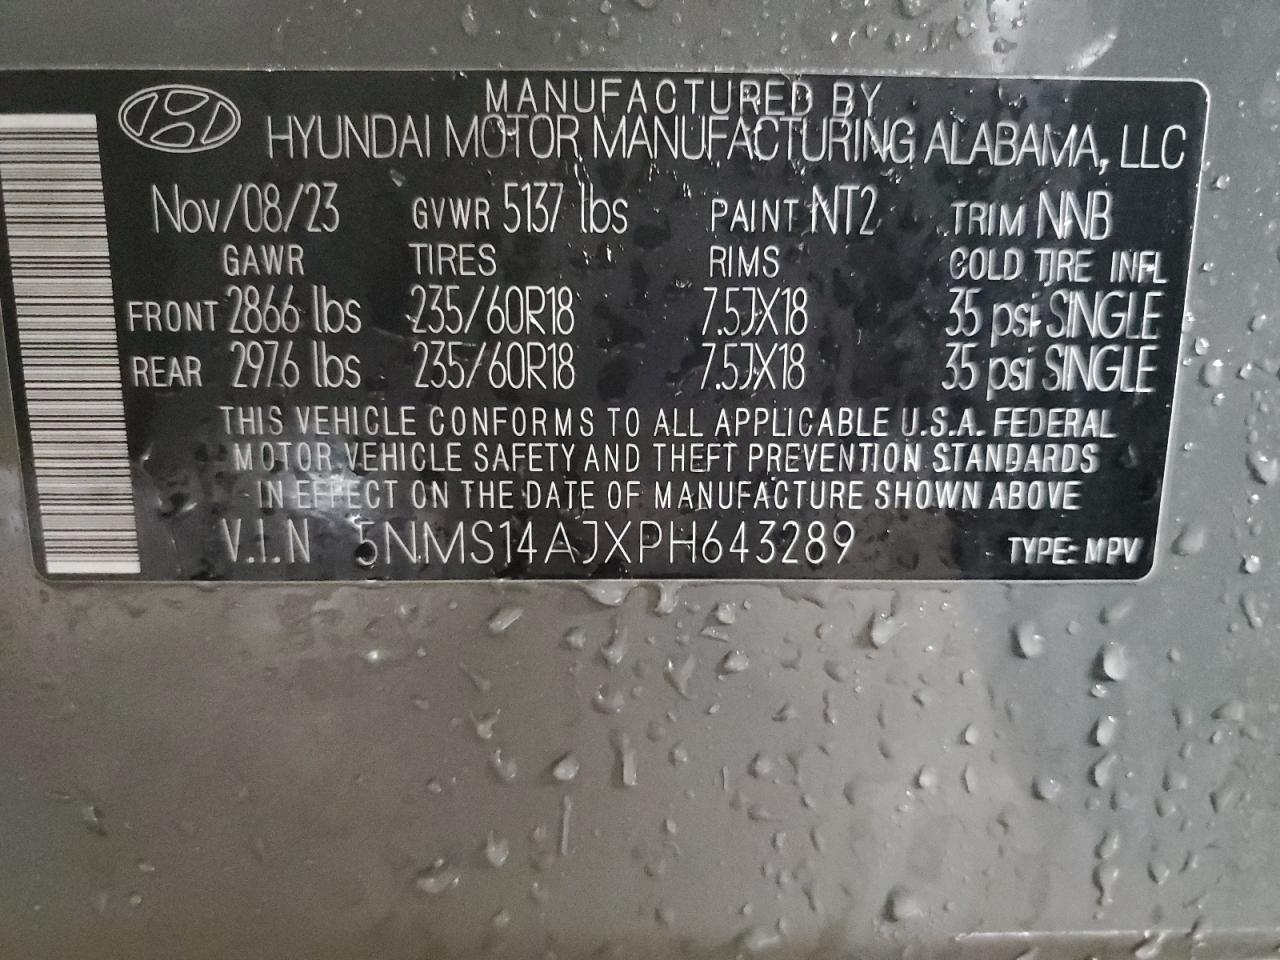 MANUFACTURED BY
HYUNDAI MOTOR MANUFACTURING ALABAMA, LLC
Nov/08/23 GVWR 5137 lbs PAINT NT2 TRIM NNB
GAWR TIRES RIMS COLD TIRE INFL
FRONT 2866 lbs 235/60R18 7.5JX18 35 psi SINGLE
REAR 2976 lbs 235/60R18 7.5JX18 35 psi SINGLE
THIS VEHICLE CONFORMS TO ALL APPLICABLE U.S.A. FEDERAL
MOTOR VEHICLE SAFETY AND THEFT PREVENTION STANDARDS
IN EFFECT ON THE DATE OF MANUFACTURE SHOWN ABOVE
V.I.N 5NMS14AJXPH643289 TYPE: MPV